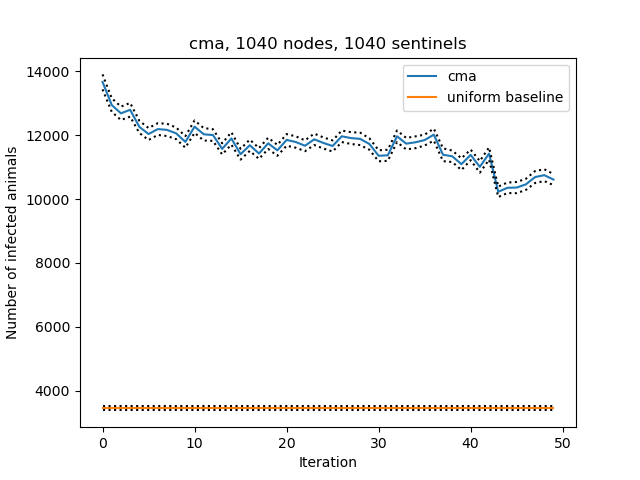 cma, 1040 nodes, 1040 sentinels
14000
12000
10000
8000
6000
4000
Number of infected animals
cma
uniform baseline
0
10
20
30
40
50
Iteration